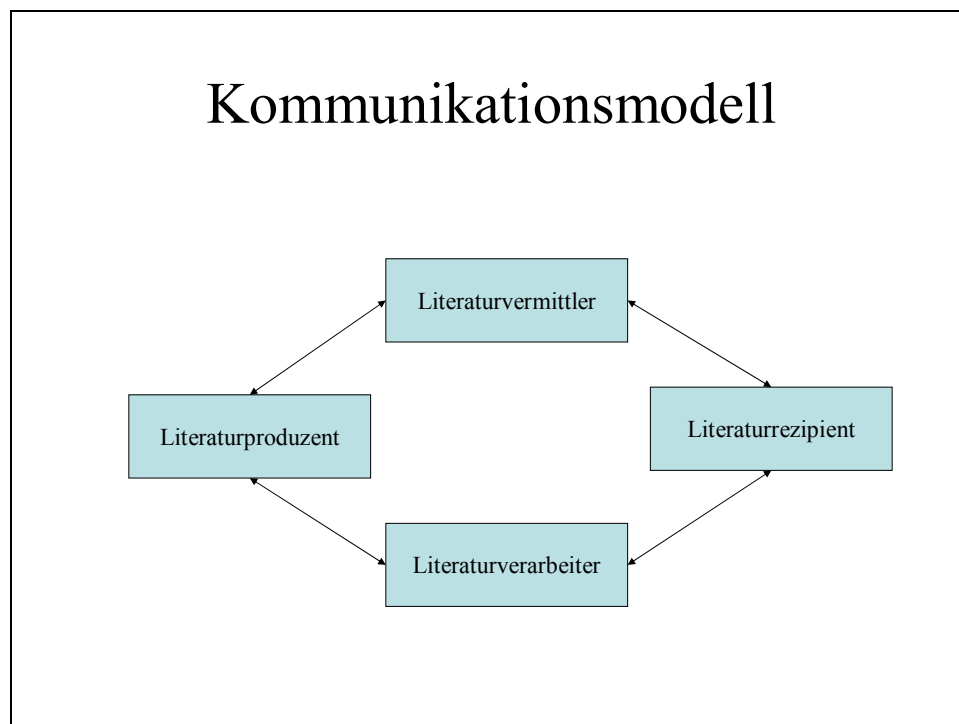 Kommunikationsmodell
Literaturvermittler
Literaturproduzent
Literaturrezipient
Literaturverarbeiter